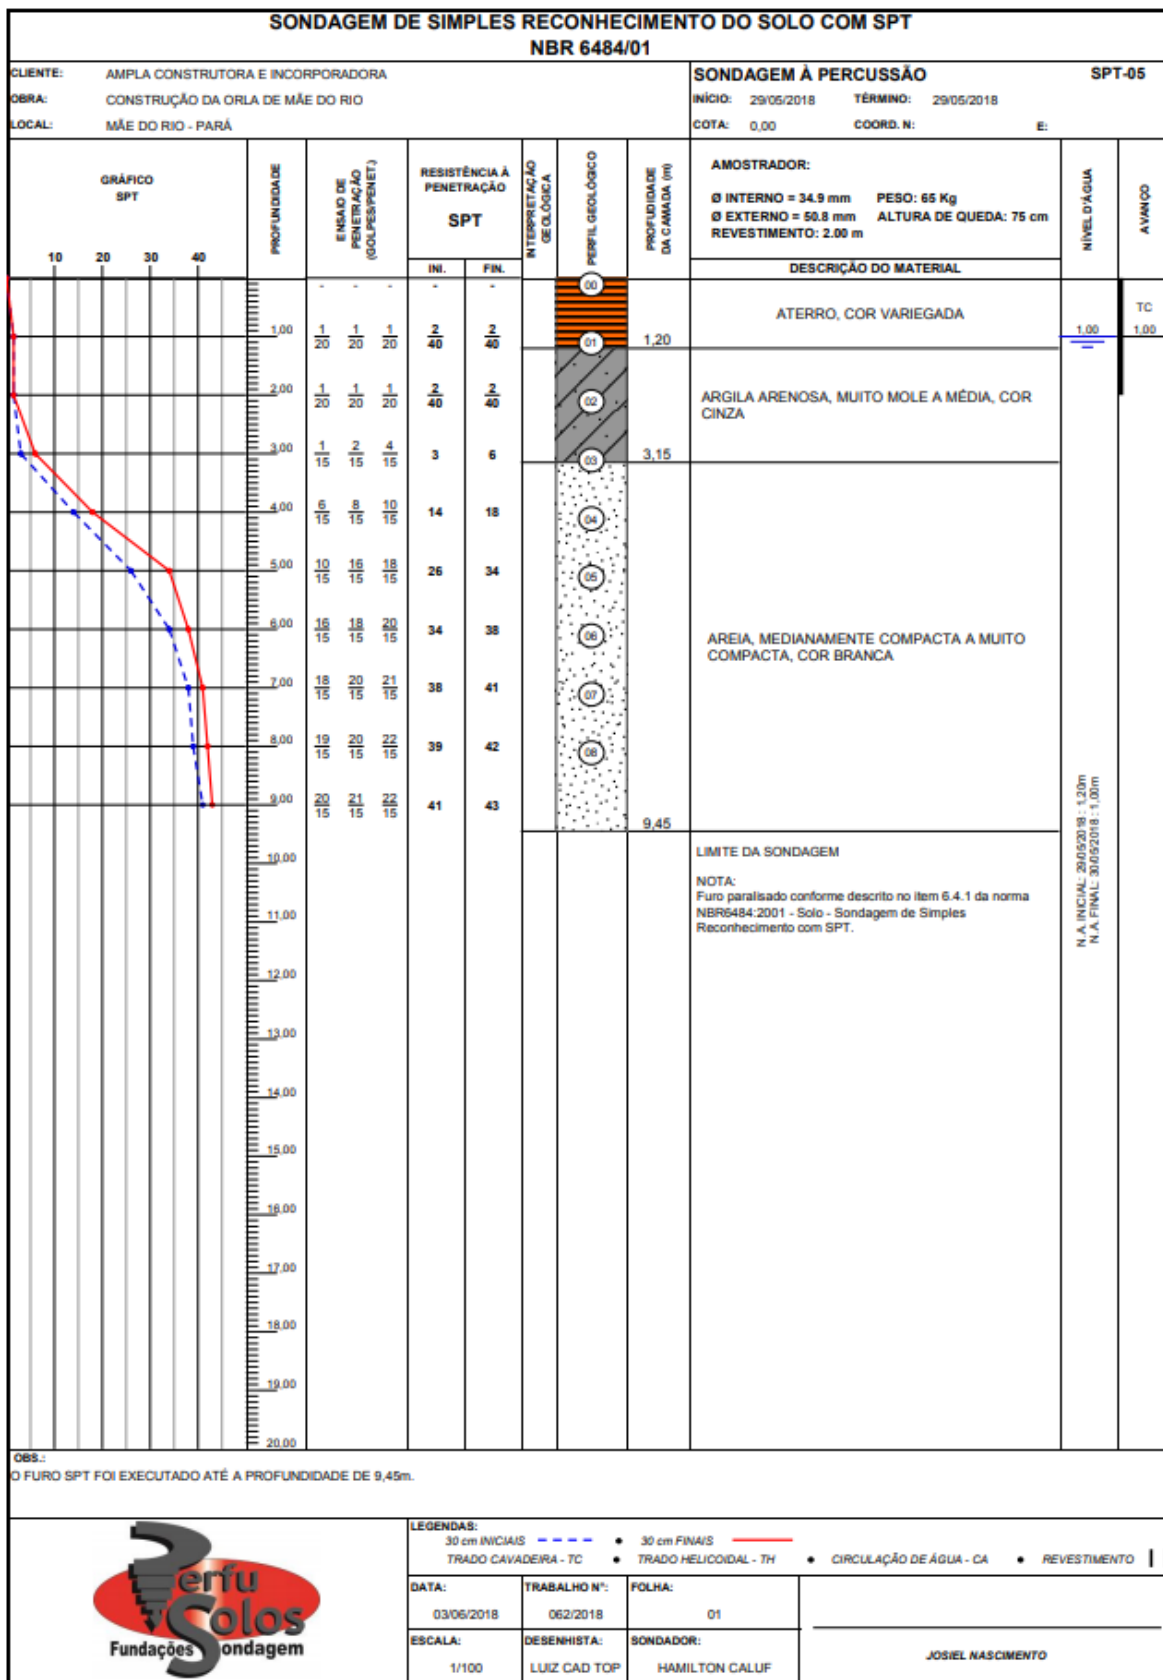 SONDAGEM DE SIMPLES RECONHECIMENTO DO SOLO COM SPT
NBR 6484/01
CLIENTE: AMPLA CONSTRUTORA E INCORPORADORA
OBRA: CONSTRUÇÃO DA ORLA DE MÃE DO RIO
LOCAL: MÃE DO RIO - PARÁ
SONDAGEM À PERCUSSÃO SPT-05
INÍCIO: 29/05/2018 TÉRMINO: 29/05/2018
COTA: 0,00 COORD. N: E:
GRÁFICO
SPT
10 20 30 40
PROFUNDIDADE
ENSAIO DE
PENETRAÇÃO
(GOLPES/PENET.)
RESISTÊNCIA À
PENETRAÇÃO
SPT
INI. FIN.
INTERPRETAÇÃO
GEOLÓGICA
PERFIL GEOLÓGICO
PROFUDIDADE
DA CAMADA (m)
AMOSTRADOR:
Ø INTERNO = 34.9 mm PESO: 65 Kg
Ø EXTERNO = 50.8 mm ALTURA DE QUEDA: 75 cm
REVESTIMENTO: 2.00 m
DESCRIÇÃO DO MATERIAL
NÍVEL D'ÁGUA
AVANÇO
- - - - -
1,00 1/20 1/20 1/20 2/40 2/40
2,00 1/20 1/20 1/20 2/40 2/40
3,00 1/15 2/15 4/15 3 6
4,00 6/15 8/15 10/15 14 18
5,00 10/15 16/15 18/15 26 34
6,00 16/15 18/15 20/15 34 38
7,00 18/15 20/15 21/15 38 41
8,00 19/15 20/15 22/15 39 42
9,00 20/15 21/15 22/15 41 43
10,00
11,00
12,00
13,00
14,00
15,00
16,00
17,00
18,00
19,00
20,00
00
01
02
03
04
05
06
07
08
1,20
3,15
9,45
ATERRO, COR VARIEGADA
ARGILA ARENOSA, MUITO MOLE A MÉDIA, COR
CINZA
AREIA, MEDIANAMENTE COMPACTA A MUITO
COMPACTA, COR BRANCA
LIMITE DA SONDAGEM
NOTA:
Furo paralisado conforme descrito no item 6.4.1 da norma
NBR6484:2001 - Solo - Sondagem de Simples
Reconhecimento com SPT.
1,00
N.A. INICIAL: 29/05/2018 : 1,20m
N.A. FINAL: 30/05/2018 : 1,00m
TC
1,00
OBS.:
O FURO SPT FOI EXECUTADO ATÉ A PROFUNDIDADE DE 9,45m.
Perfu
Solos
Fundações Sondagem
LEGENDAS:
30 cm INICIAIS • 30 cm FINAIS
TRADO CAVADEIRA - TC • TRADO HELICOIDAL - TH • CIRCULAÇÃO DE ÁGUA - CA • REVESTIMENTO
DATA: TRABALHO Nº: FOLHA:
03/06/2018 062/2018 01
ESCALA: DESENHISTA: SONDADOR:
1/100 LUIZ CAD TOP HAMILTON CALUF
JOSIEL NASCIMENTO